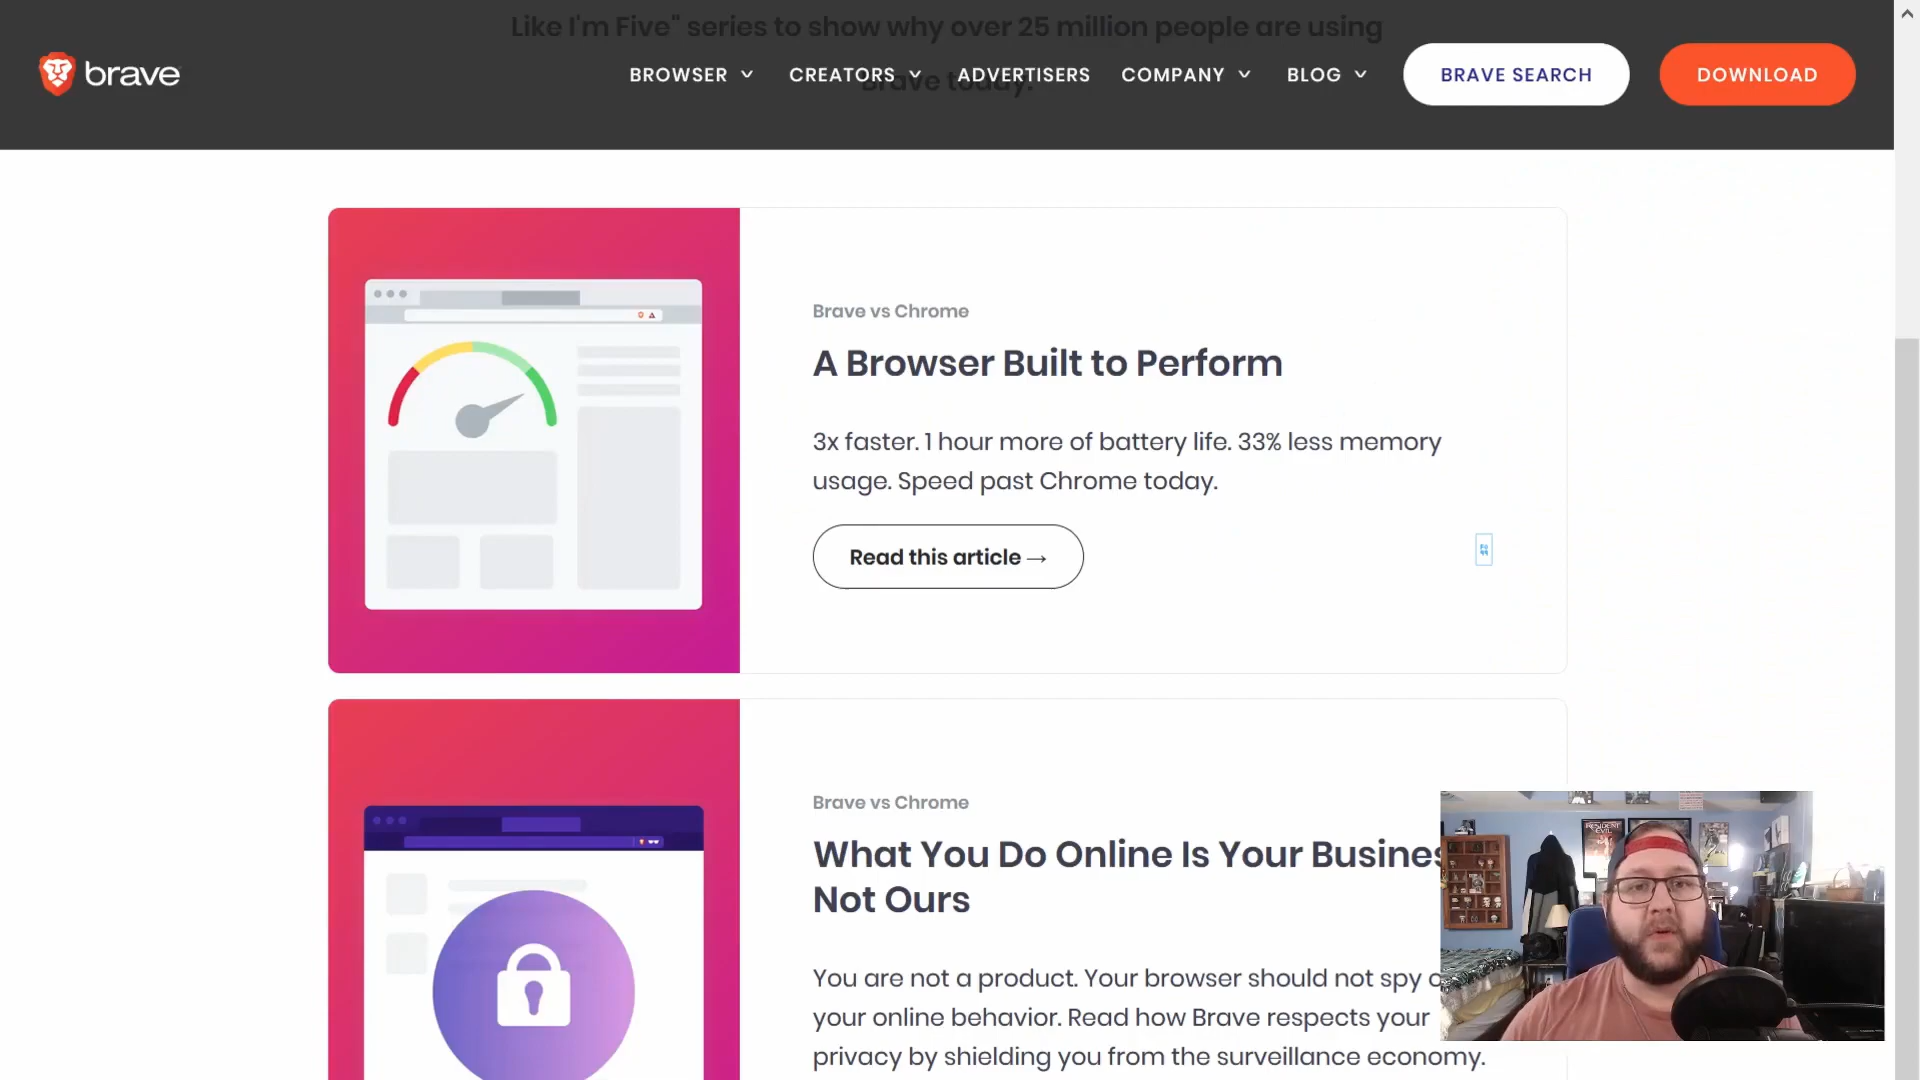 Like I'm Five" series to show why over 25 million people are using
Brave today.
brave
BROWSER
CREATORS
ADVERTISERS
COMPANY
BLOG
BRAVE SEARCH
DOWNLOAD
Brave vs Chrome
A Browser Built to Perform
3x faster. 1 hour more of battery life. 33% less memory
usage. Speed past Chrome today.
Read this article →
Brave vs Chrome
What You Do Online Is Your Busines
Not Ours
You are not a product. Your browser should not spy o
your online behavior. Read how Brave respects your
privacy by shielding you from the surveillance economy.
RESIDENT EVIL